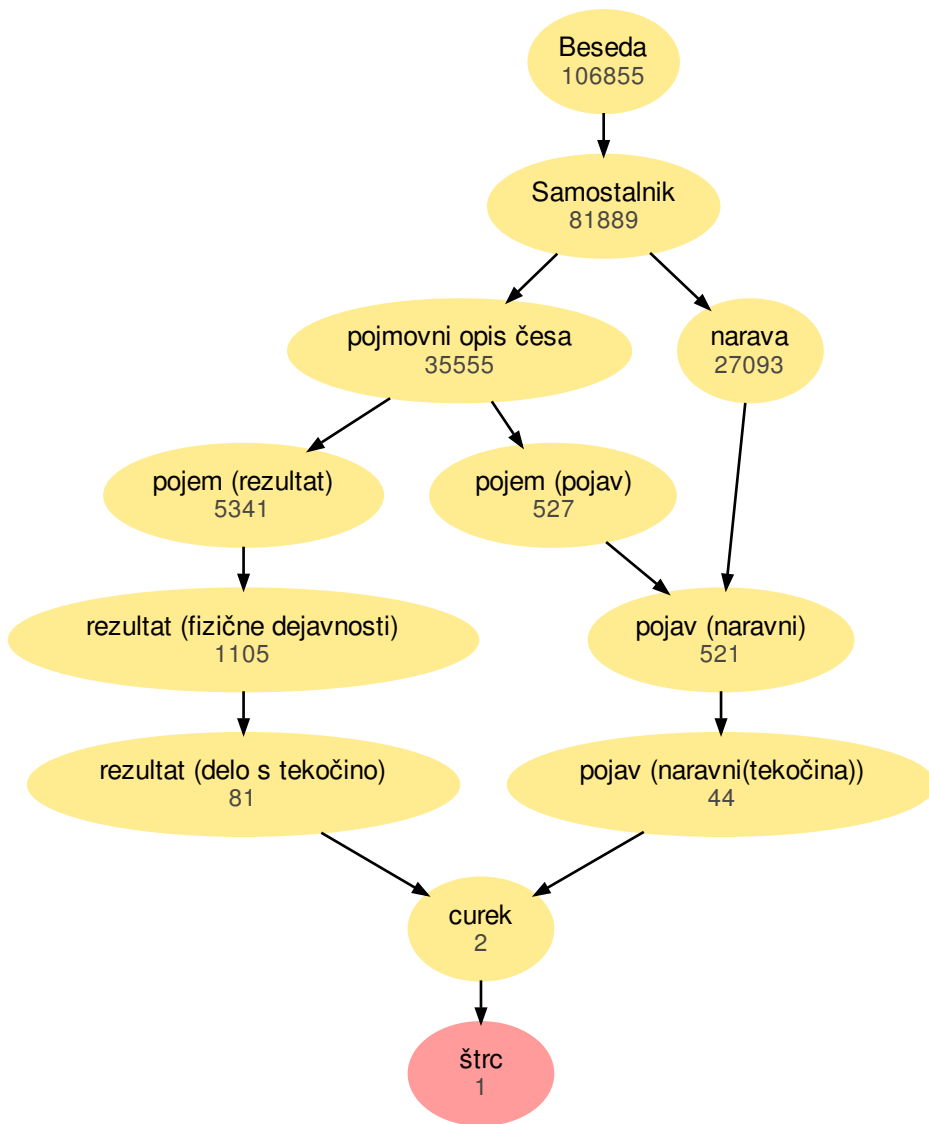 Beseda
106855
Samostalnik
81889
pojmovni opis česa
35555
narava
27093
pojem (rezultat)
5341
pojem (pojav)
527
rezultat (fizične dejavnosti)
1105
pojav (naravni)
521
rezultat (delo s tekočino)
81
pojav (naravni(tekočina))
44
curek
2
štrc
1